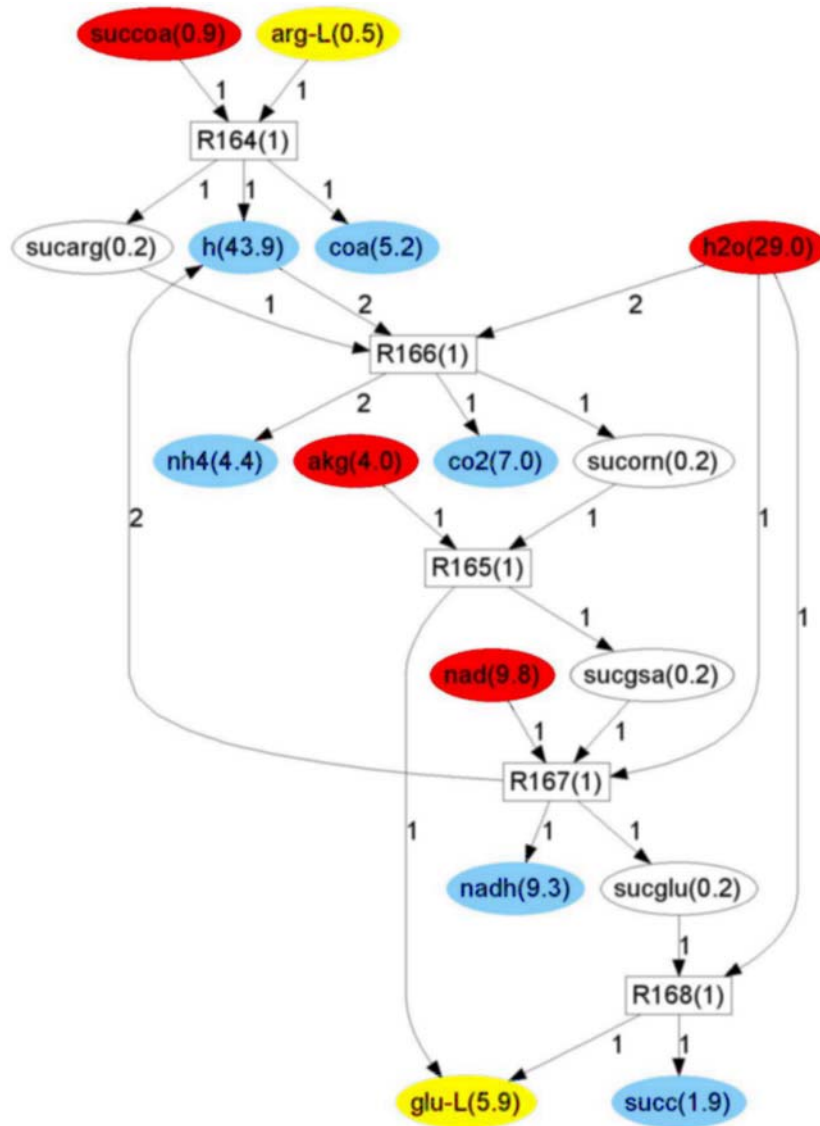 succoa(0.9) arg-L(0.5)
1 1
R164(1)
1 1 1
sucarg(0.2) h(43.9) coa(5.2) h2o(29.0)
1 2 2
R166(1)
2 1 1
nh4(4.4) akg(4.0) co2(7.0) sucorn(0.2)
2 1 1 1
R165(1)
1 1
nad(9.8) sucgsa(0.2)
1 1
R167(1)
1 1 1
nadh(9.3) sucglu(0.2)
1
R168(1)
1 1
glu-L(5.9) succ(1.9)